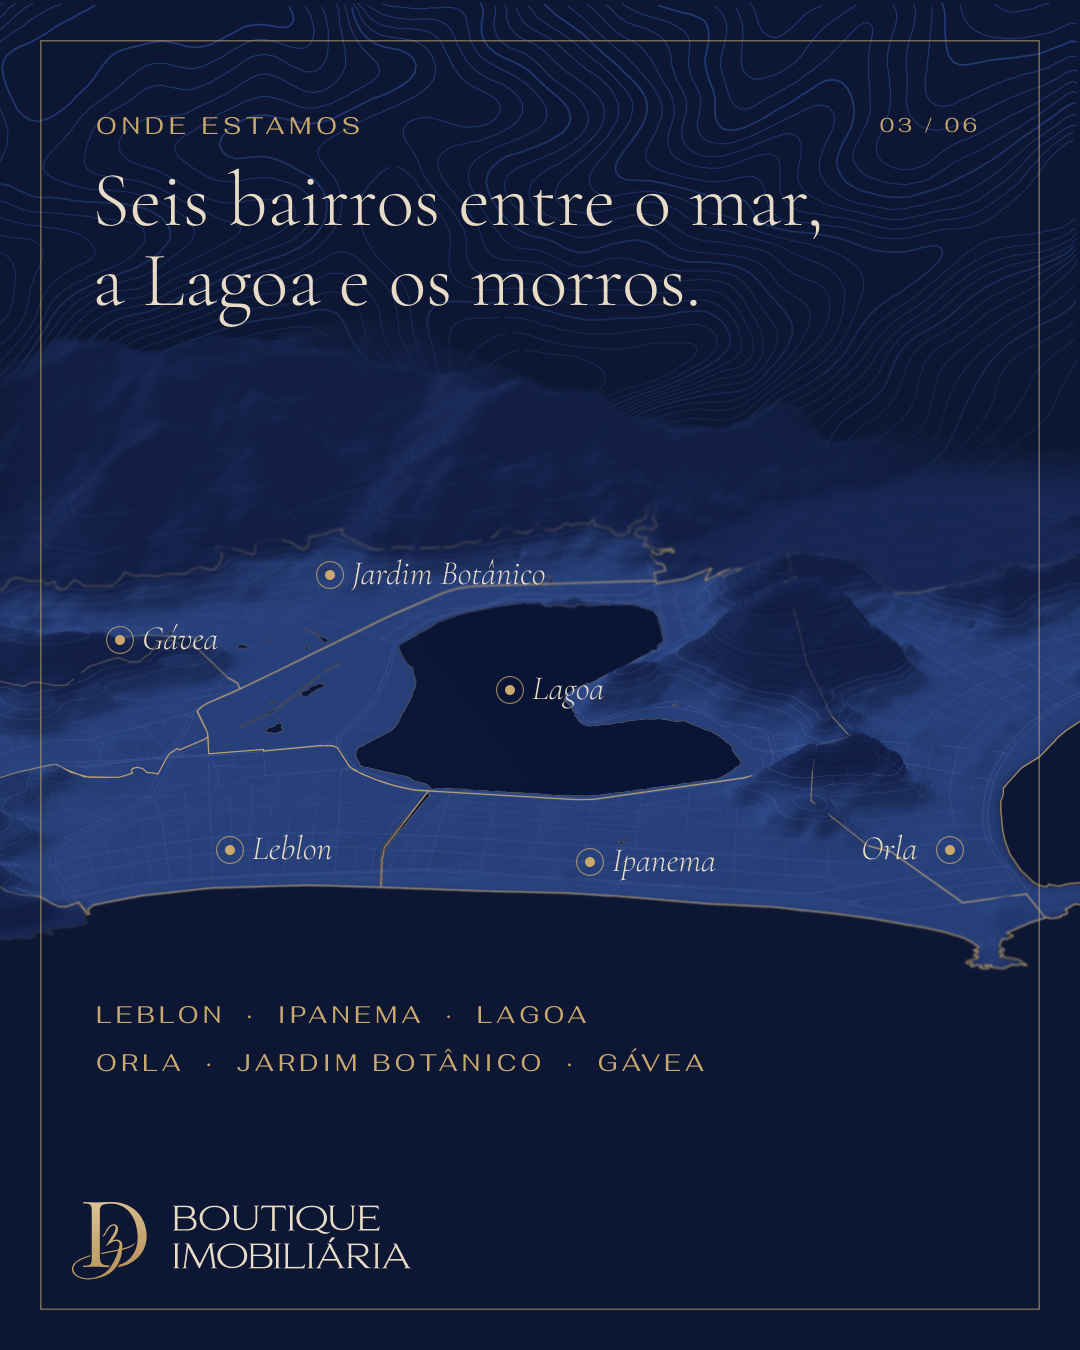 ONDE ESTAMOS
03 / 06
Seis bairros entre o mar,
a Lagoa e os morros.
Jardim Botânico
Gávea
Lagoa
Leblon
Ipanema
Orla
LEBLON · IPANEMA · LAGOA
ORLA · JARDIM BOTÂNICO · GÁVEA
BOUTIQUE
IMOBILIÁRIA